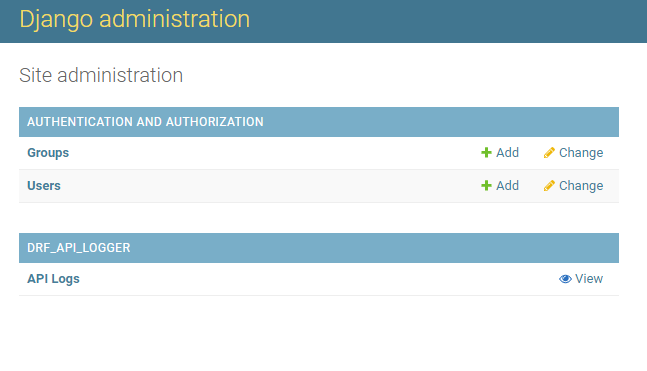 Django administration
Site administration
AUTHENTICATION AND AUTHORIZATION
Groups Add Change
Users Add Change
DRF_API_LOGGER
API Logs View